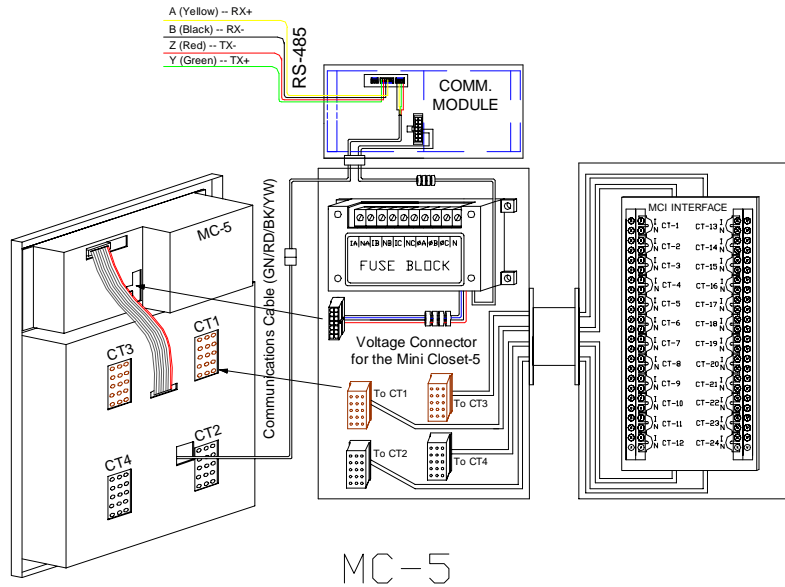 A (Yellow) -- RX+
B (Black) -- RX-
Z (Red) -- TX-
Y (Green) -- TX+
RS-485
COMM.
MODULE
MC-5
IA NA IB NB IC NC ØA ØB ØC N
FUSE BLOCK
MCI INTERFACE
Communications Cable (GN/RD/BK/YW)
Voltage Connector
for the Mini Closet-5
CT3
CT1
CT4
CT2
To CT1
To CT3
To CT2
To CT4
I N CT-1 CT-13 I N
I N CT-2 CT-14 I N
I N CT-3 CT-15 I N
I N CT-4 CT-16 I N
I N CT-5 CT-17 I N
I N CT-6 CT-18 I N
I N CT-7 CT-19 I N
I N CT-8 CT-20 I N
I N CT-9 CT-21 I N
I N CT-10 CT-22 I N
I N CT-11 CT-23 I N
I N CT-12 CT-24 I N
MC-5